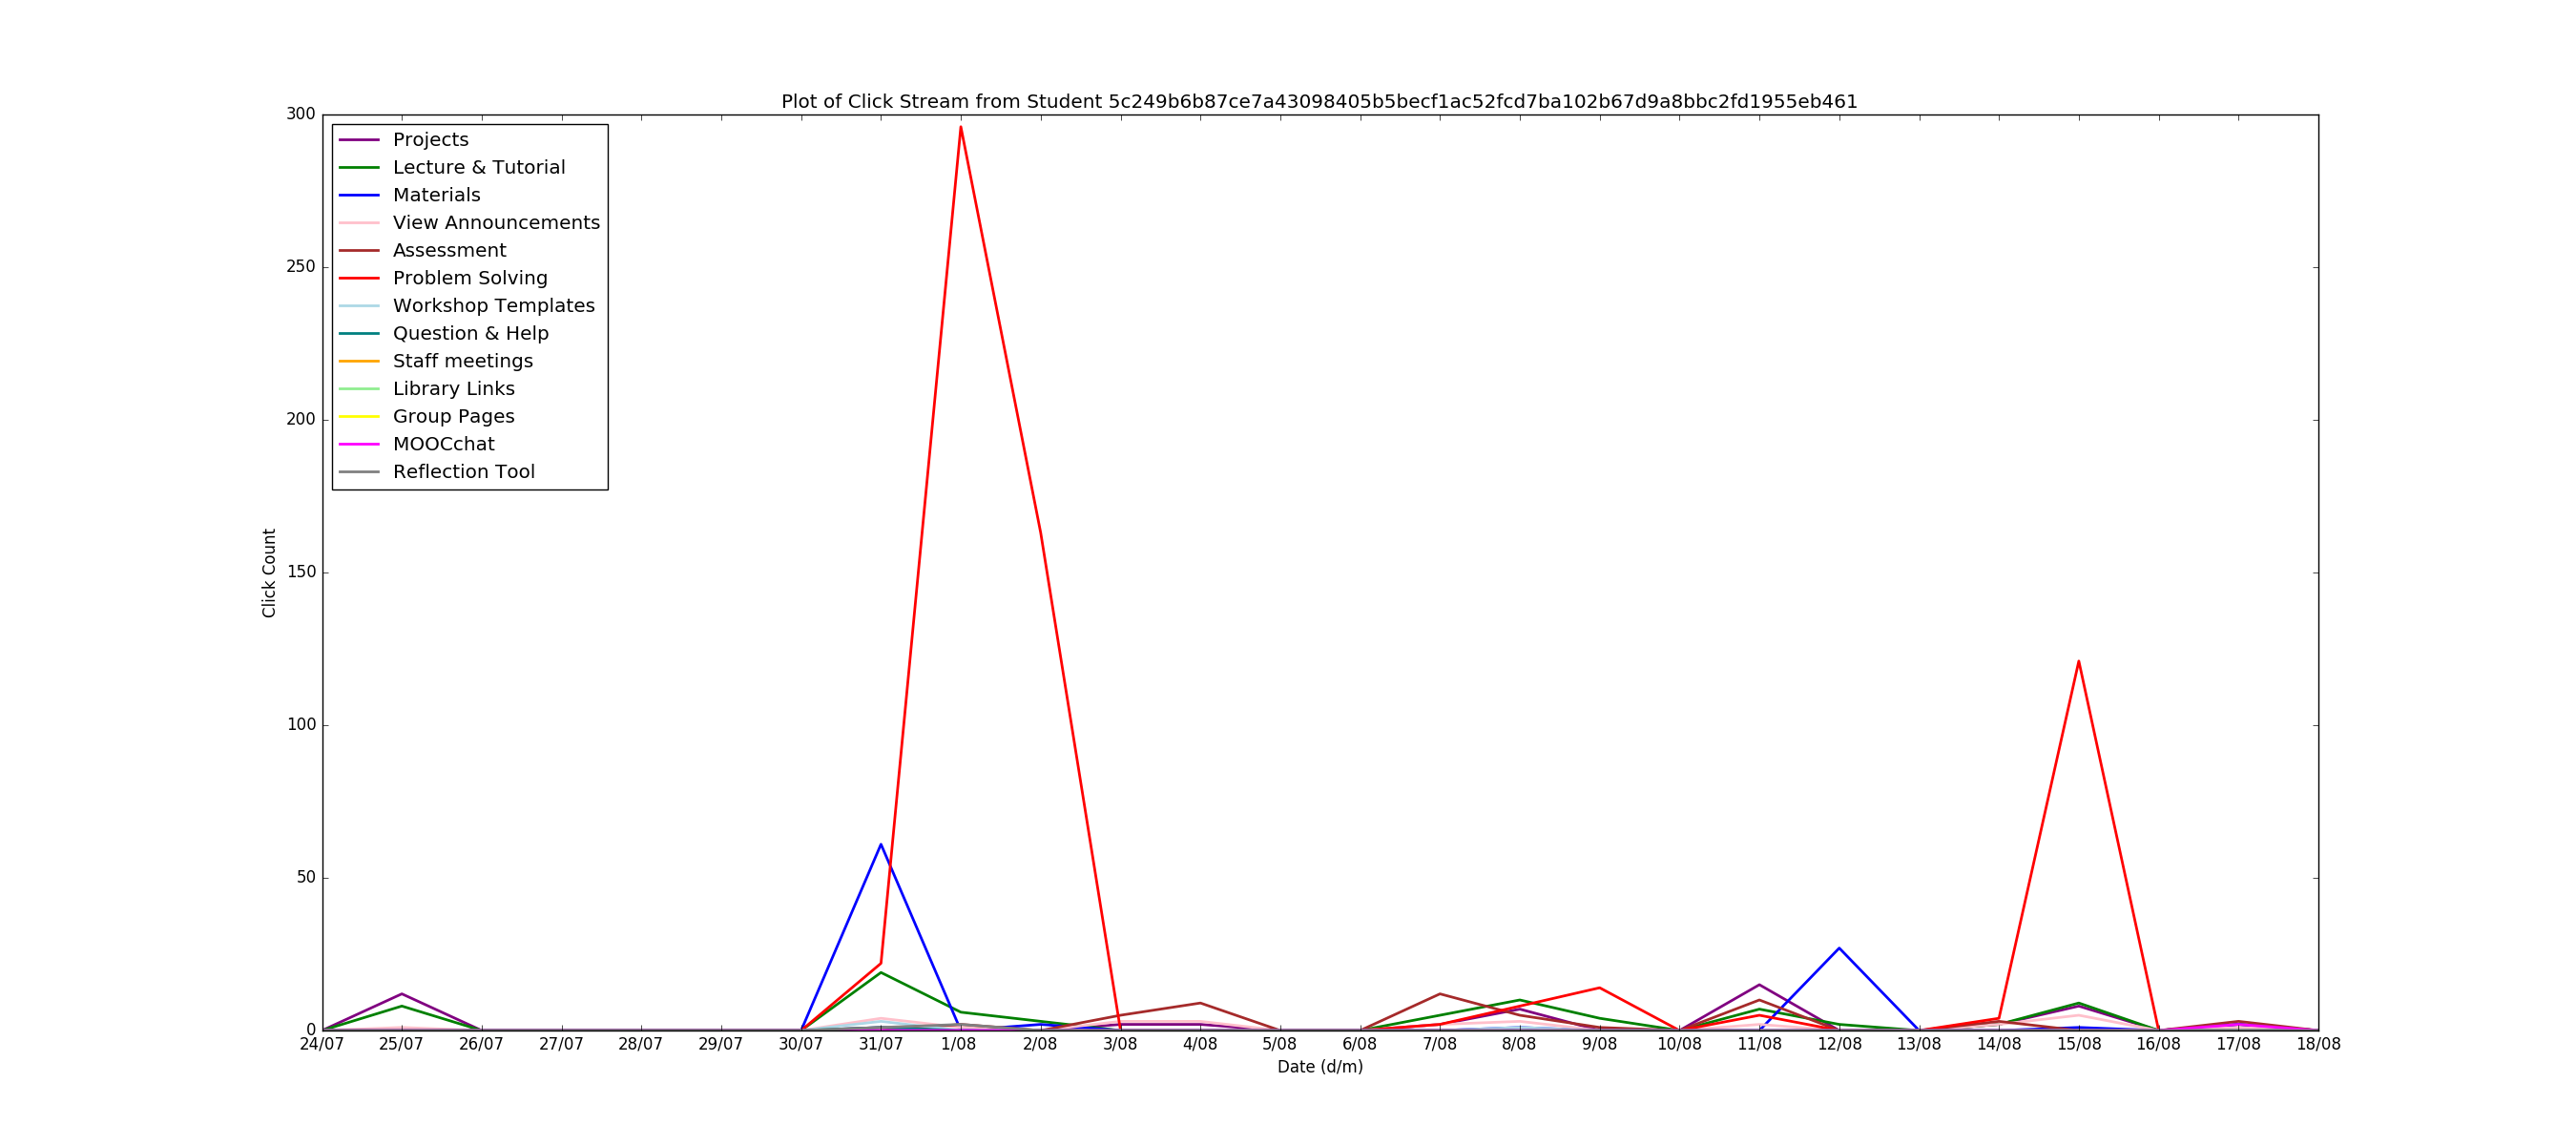 Plot of Click Stream from Student 5c249b6b87ce7a43098405b5becf1ac52fcd7ba102b67d9a8bbc2fd1955eb461
300
250
200
150
100
50
0
Click Count
Projects
Lecture & Tutorial
Materials
View Announcements
Assessment
Problem Solving
Workshop Templates
Question & Help
Staff meetings
Library Links
Group Pages
MOOCchat
Reflection Tool
24/07 25/07 26/07 27/07 28/07 29/07 30/07 31/07 1/08 2/08 3/08 4/08 5/08 6/08 7/08 8/08 9/08 10/08 11/08 12/08 13/08 14/08 15/08 16/08 17/08 18/08
Date (d/m)